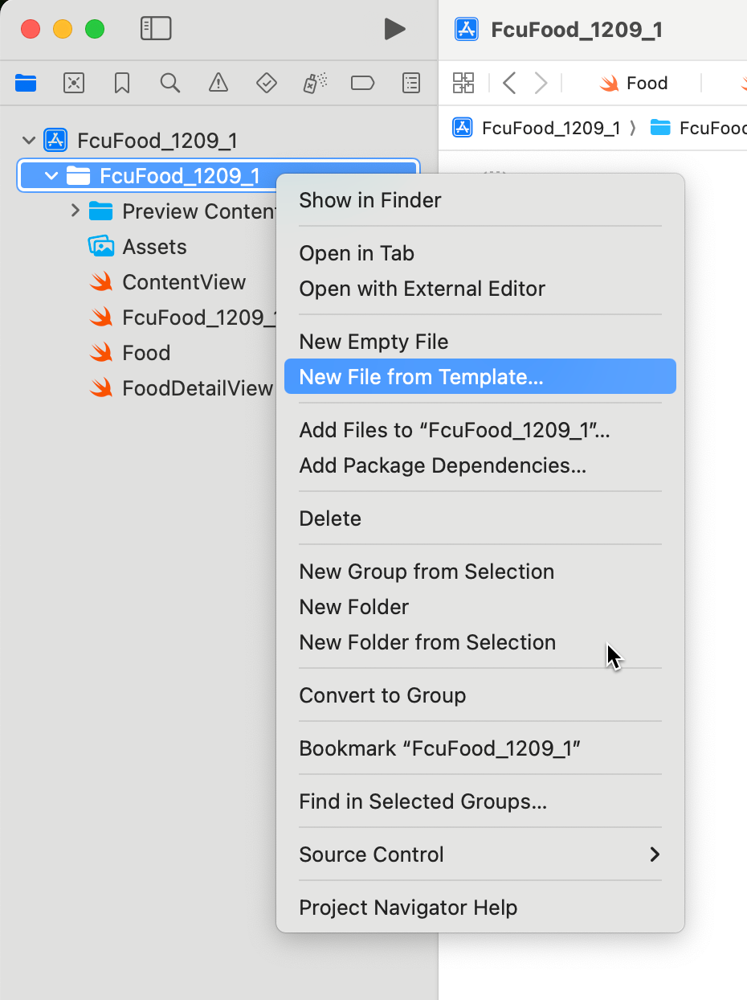 FcuFood_1209_1
Food
FcuFood_1209_1
FcuFood_1209_1
FcuFood_1209_1
Preview Content
Assets
ContentView
FcuFood_1209_1
Food
FoodDetailView
Show in Finder
Open in Tab
Open with External Editor
New Empty File
New File from Template...
Add Files to “FcuFood_1209_1”...
Add Package Dependencies...
Delete
New Group from Selection
New Folder
New Folder from Selection
Convert to Group
Bookmark “FcuFood_1209_1”
Find in Selected Groups...
Source Control
Project Navigator Help